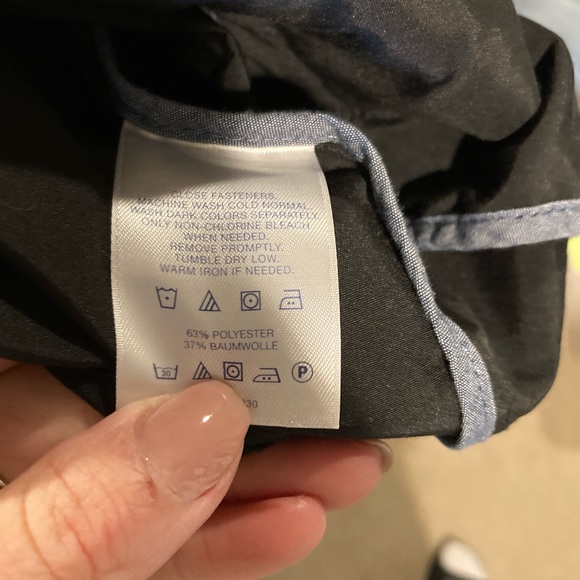 CLOSE FASTENERS.
MACHINE WASH COLD NORMAL.
WASH DARK COLORS SEPARATELY.
ONLY NON-CHLORINE BLEACH
WHEN NEEDED.
REMOVE PROMPTLY.
TUMBLE DRY LOW.
WARM IRON IF NEEDED.
63% POLYESTER
37% BAUMWOLLE
30 P
230